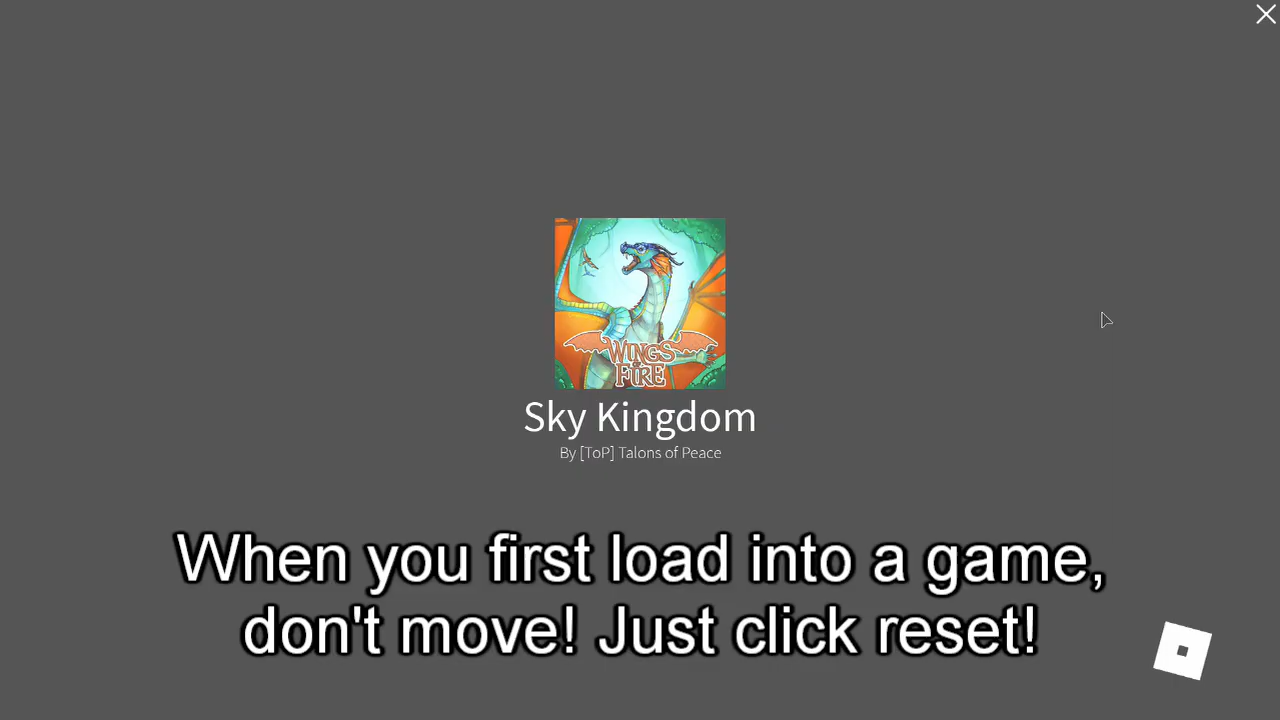 WINGS
of
FIRE
Sky Kingdom
By [ToP] Talons of Peace
When you first load into a game,
don't move! Just click reset!